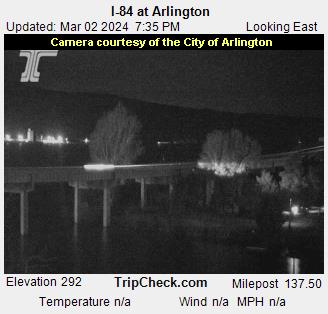 I-84 at Arlington
Updated: Mar 02 2024 7:35 PM Looking East
Camera courtesy of the City of Arlington
Elevation 292 TripCheck.com Milepost 137.50
Temperature n/a Wind n/a MPH n/a